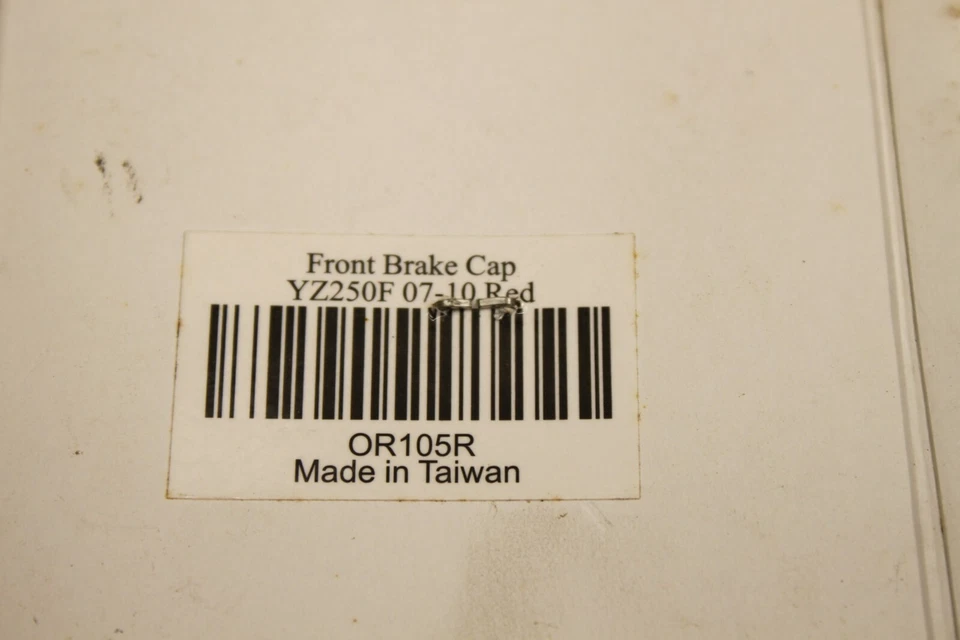 Front Brake Cap
YZ250F 07-10 Red
OR105R
Made in Taiwan